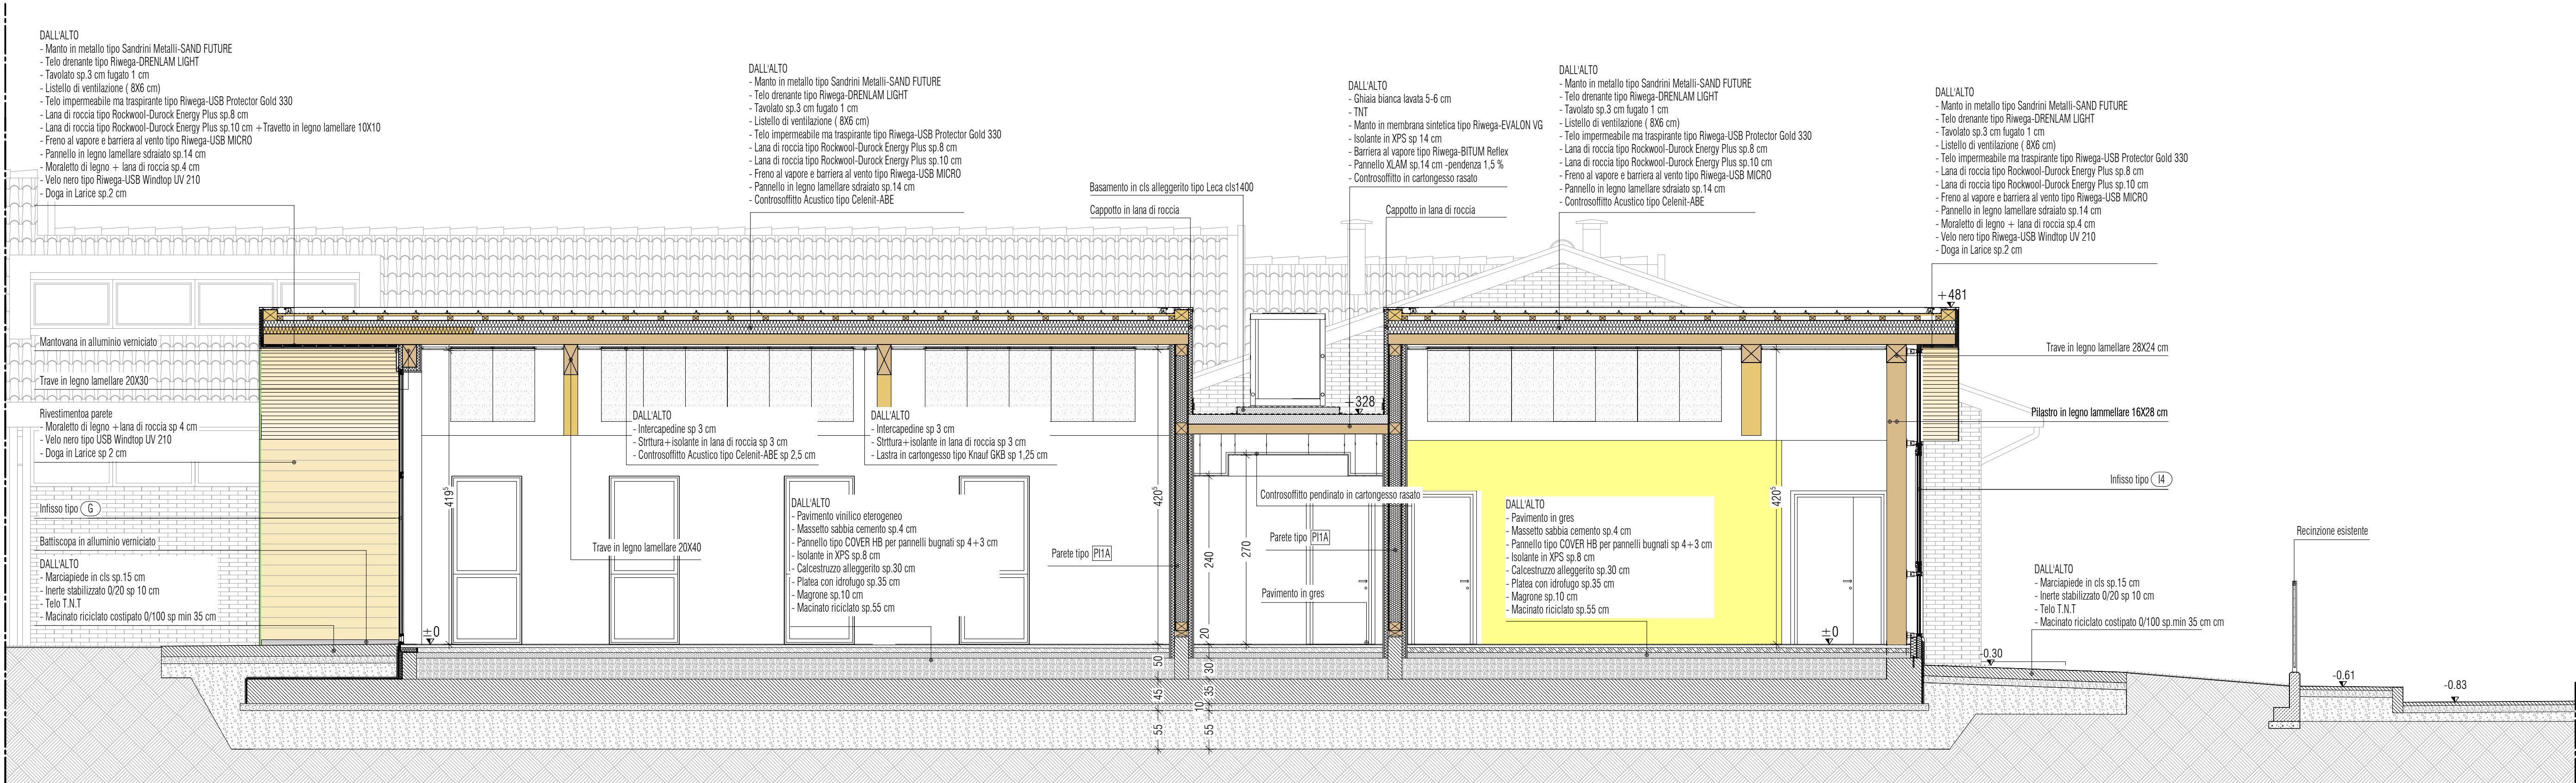 DALL'ALTO
- Manto in metallo tipo Sandrini Metalli-SAND FUTURE
- Telo drenante tipo Riwega-DRENLAM LIGHT
- Tavolato sp.3 cm fugato 1 cm
- Listello di ventilazione ( 8X6 cm)
- Telo impermeabile ma traspirante tipo Riwega-USB Protector Gold 330
- Lana di roccia tipo Rockwool-Durock Energy Plus sp.8 cm
- Lana di roccia tipo Rockwool-Durock Energy Plus sp.10 cm +Travetto in legno lamellare 10X10
- Freno al vapore e barriera al vento tipo Riwega-USB MICRO
- Pannello in legno lamellare sdraiato sp.14 cm
- Moraletto di legno + lana di roccia sp.4 cm
- Velo nero tipo Riwega-USB Windtop UV 210
- Doga in Larice sp.2 cm
DALL'ALTO
- Manto in metallo tipo Sandrini Metalli-SAND FUTURE
- Telo drenante tipo Riwega-DRENLAM LIGHT
- Tavolato sp.3 cm fugato 1 cm
- Listello di ventilazione ( 8X6 cm)
- Telo impermeabile ma traspirante tipo Riwega-USB Protector Gold 330
- Lana di roccia tipo Rockwool-Durock Energy Plus sp.8 cm
- Lana di roccia tipo Rockwool-Durock Energy Plus sp.10 cm
- Freno al vapore e barriera al vento tipo Riwega-USB MICRO
- Pannello in legno lamellare sdraiato sp.14 cm
- Controsoffitto Acustico tipo Celenit-ABE
Basamento in cls alleggerito tipo Leca cls1400
Cappotto in lana di roccia
DALL'ALTO
- Ghiaia bianca lavata 5-6 cm
- TNT
- Manto in membrana sintetica tipo Riwega-EVALON VG
- Isolante in XPS sp 14 cm
- Barriera al vapore tipo Riwega-BITUM Reflex
- Pannello XLAM sp.14 cm -pendenza 1,5 %
- Controsoffitto in cartongesso rasato
Cappotto in lana di roccia
DALL'ALTO
- Manto in metallo tipo Sandrini Metalli-SAND FUTURE
- Telo drenante tipo Riwega-DRENLAM LIGHT
- Tavolato sp.3 cm fugato 1 cm
- Listello di ventilazione ( 8X6 cm)
- Telo impermeabile ma traspirante tipo Riwega-USB Protector Gold 330
- Lana di roccia tipo Rockwool-Durock Energy Plus sp.8 cm
- Lana di roccia tipo Rockwool-Durock Energy Plus sp.10 cm
- Freno al vapore e barriera al vento tipo Riwega-USB MICRO
- Pannello in legno lamellare sdraiato sp.14 cm
- Controsoffitto Acustico tipo Celenit-ABE
DALL'ALTO
- Manto in metallo tipo Sandrini Metalli-SAND FUTURE
- Telo drenante tipo Riwega-DRENLAM LIGHT
- Tavolato sp.3 cm fugato 1 cm
- Listello di ventilazione ( 8X6 cm)
- Telo impermeabile ma traspirante tipo Riwega-USB Protector Gold 330
- Lana di roccia tipo Rockwool-Durock Energy Plus sp.8 cm
- Lana di roccia tipo Rockwool-Durock Energy Plus sp.10 cm
- Freno al vapore e barriera al vento tipo Riwega-USB MICRO
- Pannello in legno lamellare sdraiato sp.14 cm
- Moraletto di legno + lana di roccia sp.4 cm
- Velo nero tipo Riwega-USB Windtop UV 210
- Doga in Larice sp.2 cm
+481
Mantovana in alluminio verniciato
Trave in legno lamellare 20X30
Rivestimentoa parete
- Moraletto di legno +lana di roccia sp 4 cm
- Velo nero tipo USB Windtop UV 210
- Doga in Larice sp 2 cm
Infisso tipo G
Battiscopa in alluminio verniciato
DALL'ALTO
- Marciapiede in cls sp.15 cm
- Inerte stabilizzato 0/20 sp 10 cm
- Telo T.N.T
- Macinato riciclato costipato 0/100 sp min 35 cm
DALL'ALTO
- Intercapedine sp 3 cm
- Strttura+isolante in lana di roccia sp 3 cm
- Controsoffitto Acustico tipo Celenit-ABE sp 2,5 cm
DALL'ALTO
- Intercapedine sp 3 cm
- Strttura+isolante in lana di roccia sp 3 cm
- Lastra in cartongesso tipo Knauf GKB sp 1,25 cm
+328
Trave in legno lamellare 28X24 cm
Pilastro in legno lammellare 16X28 cm
Infisso tipo I4
419⁵
420⁵
420⁵
DALL'ALTO
- Pavimento vinilico eterogeneo
- Massetto sabbia cemento sp.4 cm
- Pannello tipo COVER HB per pannelli bugnati sp 4+3 cm
- Isolante in XPS sp.8 cm
- Calcestruzzo alleggerito sp.30 cm
- Platea con idrofugo sp.35 cm
- Magrone sp.10 cm
- Macinato riciclato sp.55 cm
Trave in legno lamellare 20X40
Parete tipo PI1A
Controsoffitto pendinato in cartongesso rasato
Parete tipo PI1A
240
270
Pavimento in gres
DALL'ALTO
- Pavimento in gres
- Massetto sabbia cemento sp.4 cm
- Pannello tipo COVER HB per pannelli bugnati sp 4+3 cm
- Isolante in XPS sp.8 cm
- Calcestruzzo alleggerito sp.30 cm
- Platea con idrofugo sp.35 cm
- Magrone sp.10 cm
- Macinato riciclato sp.55 cm
Recinzione esistente
DALL'ALTO
- Marciapiede in cls sp.15 cm
- Inerte stabilizzato 0/20 sp 10 cm
- Telo T.N.T
- Macinato riciclato costipato 0/100 sp.min 35 cm cm
±0
±0
-0.30
-0.61
-0.83
50
45
55
20
30
35
10
55